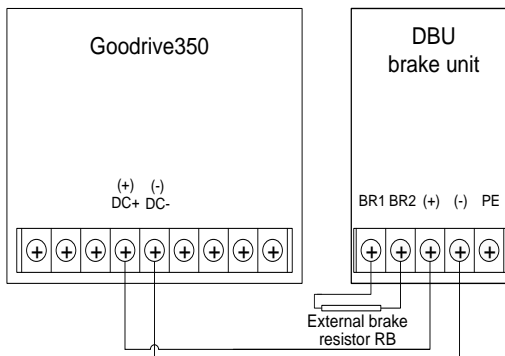 Goodrive350
DBU
brake unit
(+) (-)
DC+ DC-
BR1 BR2 (+) (-) PE
External brake
resistor RB